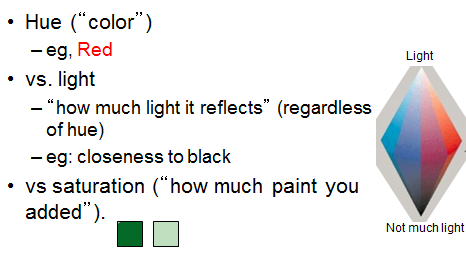 • Hue (“color”)
– eg, Red
• vs. light
– “how much light it reflects” (regardless
of hue)
– eg: closeness to black
• vs saturation (“how much paint you
added”).
Light
Not much light